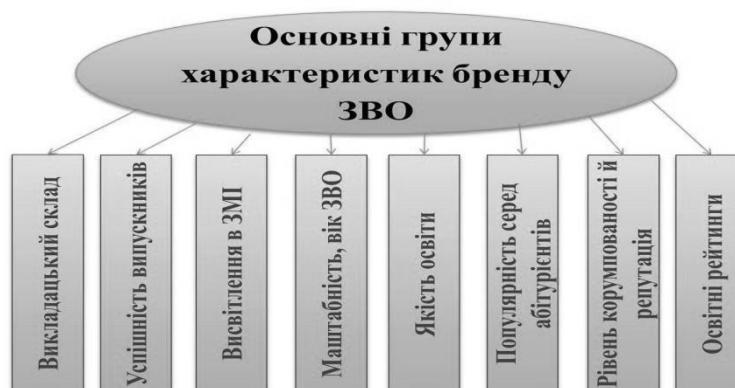 Основні групи
характеристик бренду
ЗВО
Викладацький склад
Успішність випускників
Висвітлення в ЗМІ
Маштабність, вік ЗВО
Якість освіти
Популярність серед
абітурієнтів
Рівень корумпованості й
репутація
Освітні рейтинги